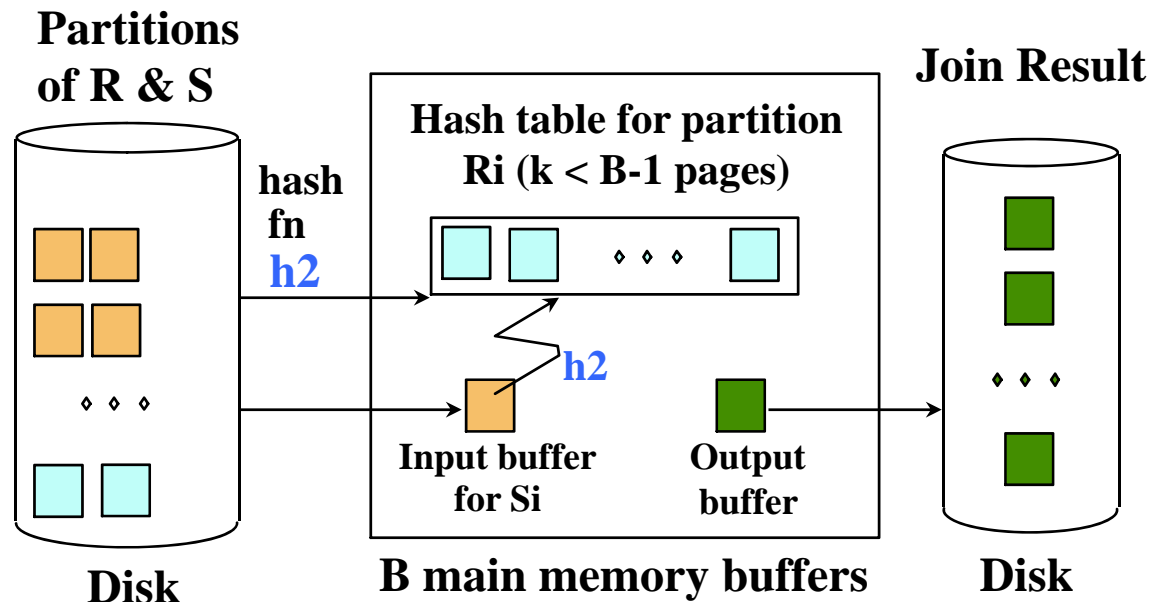 Partitions
of R & S
Join Result
Hash table for partition
Ri (k < B-1 pages)
hash
fn
h2
h2
Input buffer
for Si
Output
buffer
Disk
B main memory buffers
Disk